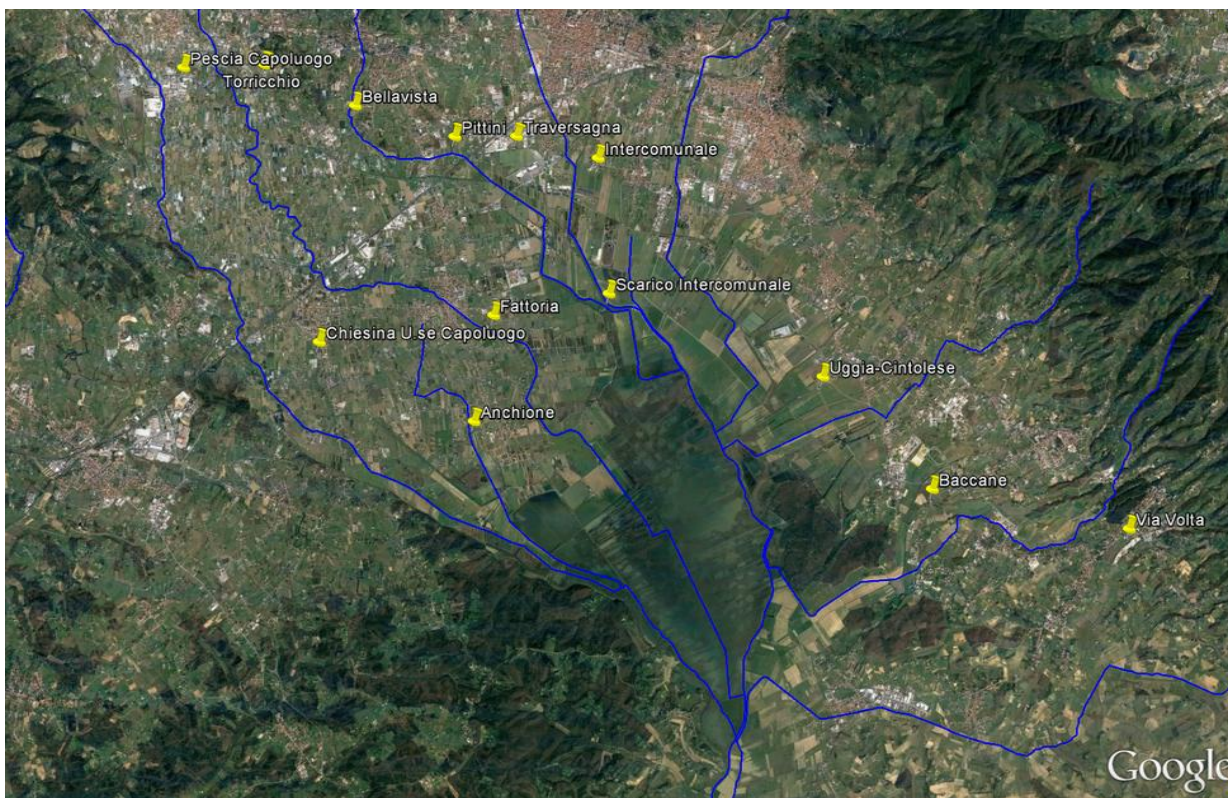 Pescia Capoluogo
Torricchio
Bellavista
Pittini
Traversagna
Intercomunale
Scarico Intercomunale
Fattoria
Chiesina U.se Capoluogo
Uggia-Cintolese
Anchione
Baccane
Via Volta
Google